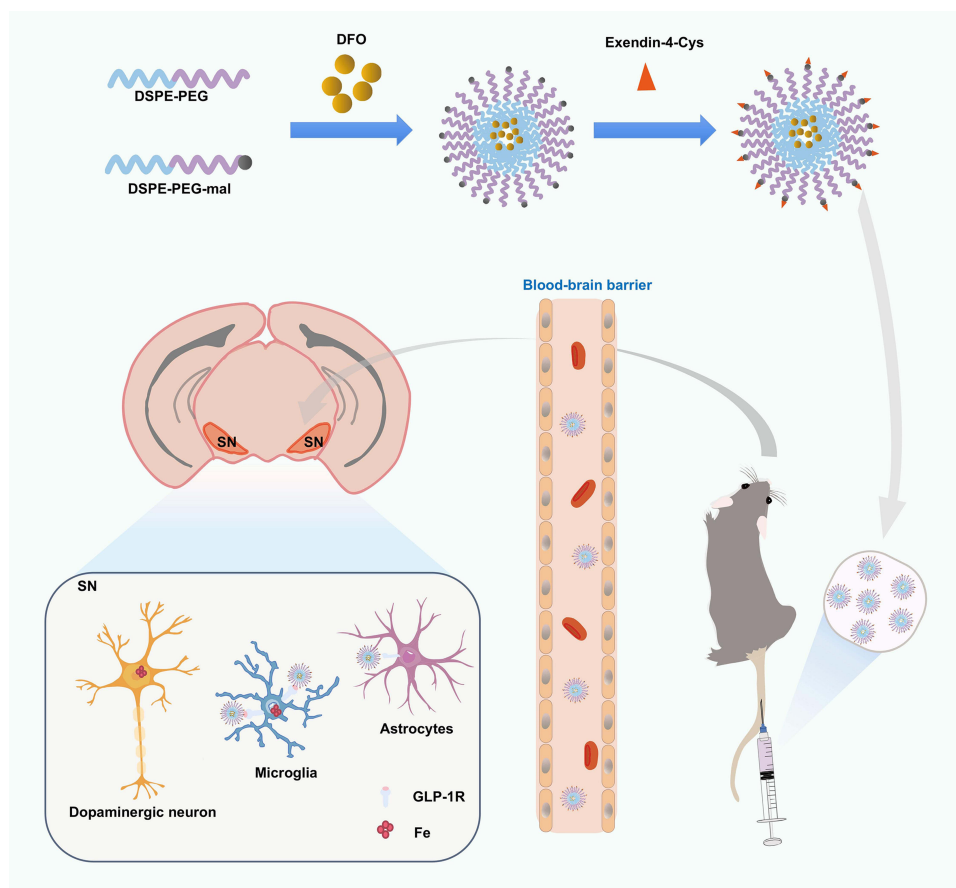 DFO
Exendin-4-Cys
DSPE-PEG
DSPE-PEG-mal
Blood-brain barrier
SN
SN
SN
Astrocytes
Microglia
Dopaminergic neuron
GLP-1R
Fe